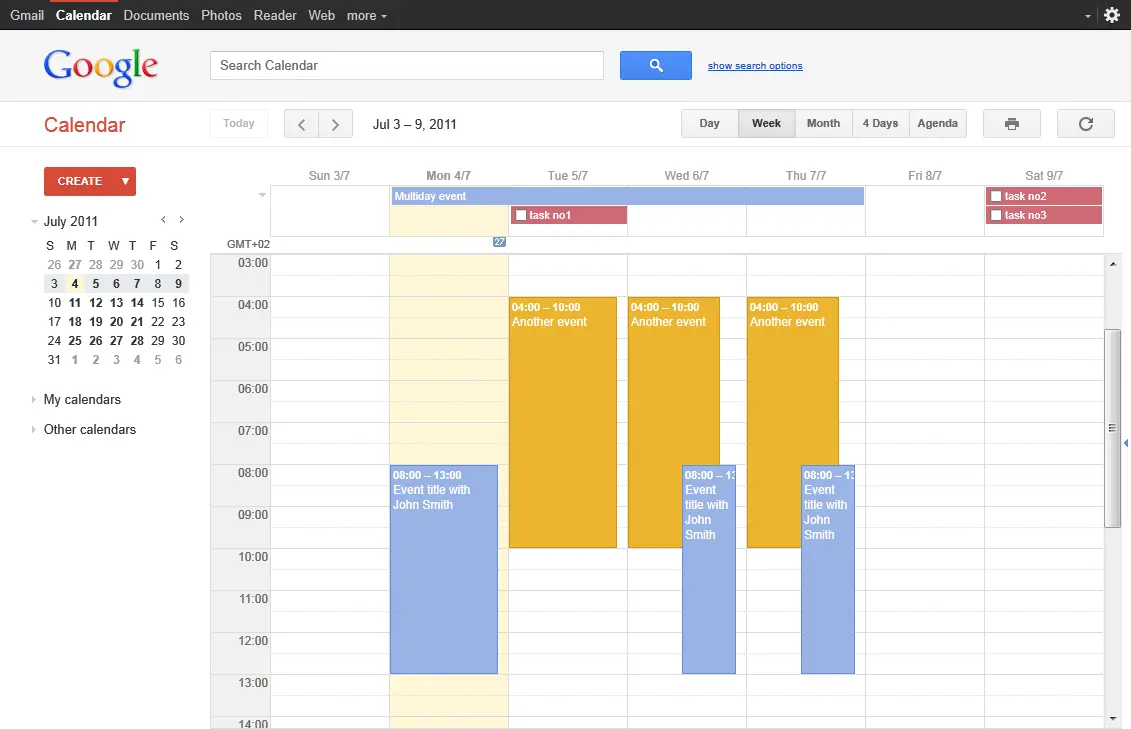 Gmail Calendar Documents Photos Reader Web more
Google
Search Calendar
show search options
Calendar
Today
Jul 3 – 9, 2011
Day Week Month 4 Days Agenda
CREATE
July 2011
S M T W T F S
26 27 28 29 30 1 2
3 4 5 6 7 8 9
10 11 12 13 14 15 16
17 18 19 20 21 22 23
24 25 26 27 28 29 30
31 1 2 3 4 5 6
My calendars
Other calendars
Sun 3/7 Mon 4/7 Tue 5/7 Wed 6/7 Thu 7/7 Fri 8/7 Sat 9/7
Multiday event
task no2
task no1
task no3
GMT+02
27
03:00
04:00
05:00
06:00
07:00
08:00
09:00
10:00
11:00
12:00
13:00
14:00
08:00 – 13:00
Event title with
John Smith
04:00 – 10:00
Another event
04:00 – 10:00
Another event
08:00 – 13
Event
title with
John
Smith
04:00 – 10:00
Another event
08:00 – 13
Event
title with
John
Smith